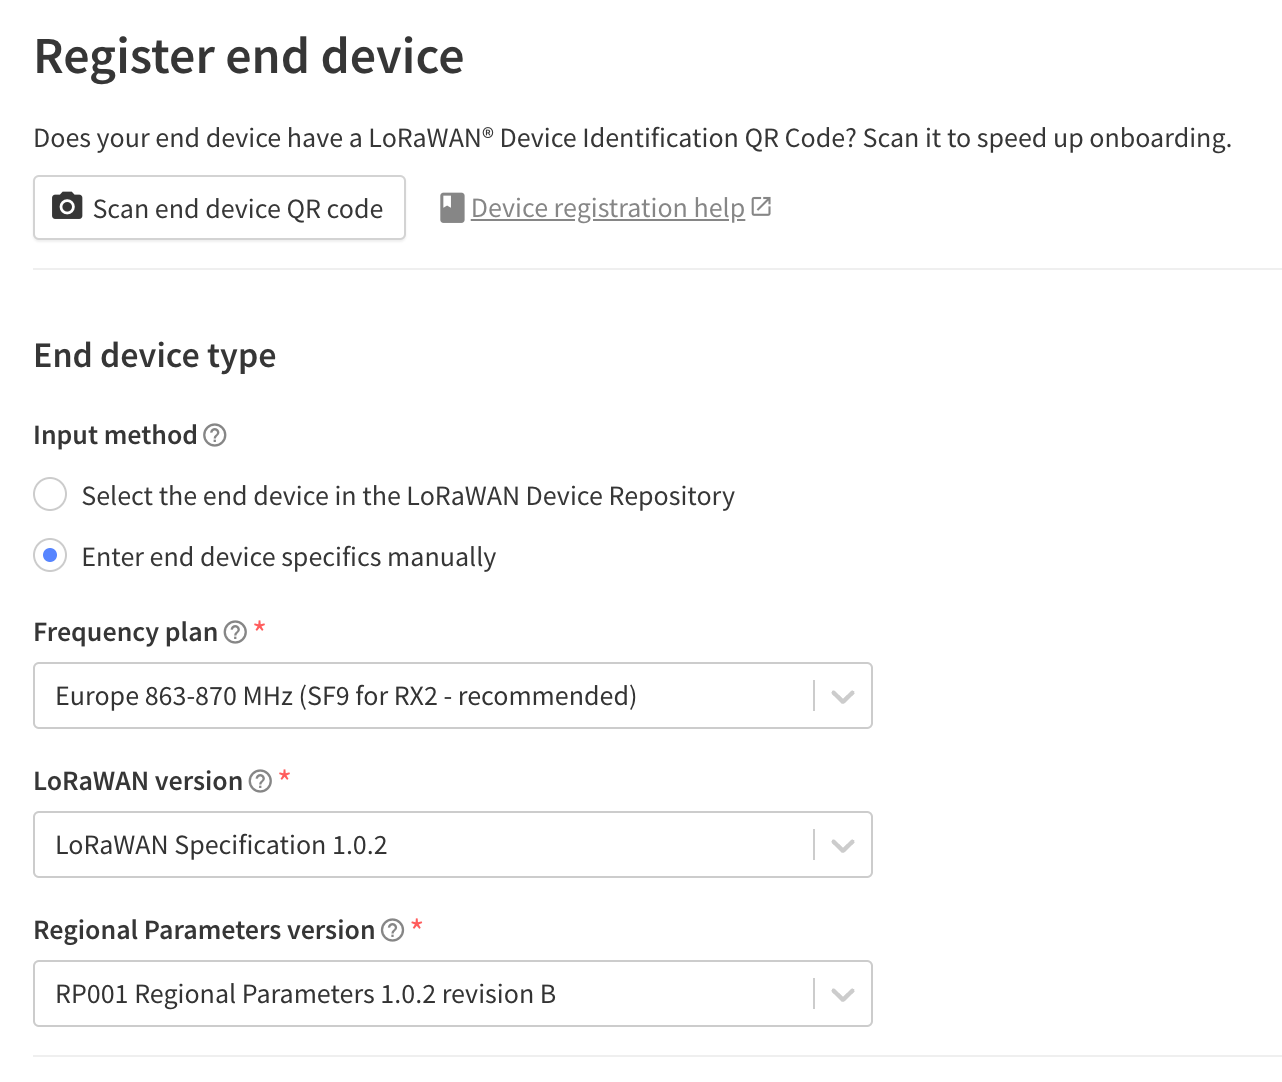 Register end device
Does your end device have a LoRaWAN® Device Identification QR Code? Scan it to speed up onboarding.
Scan end device QR code
Device registration help
End device type
Input method
Select the end device in the LoRaWAN Device Repository
Enter end device specifics manually
Frequency plan *
Europe 863-870 MHz (SF9 for RX2 - recommended)
LoRaWAN version *
LoRaWAN Specification 1.0.2
Regional Parameters version *
RP001 Regional Parameters 1.0.2 revision B